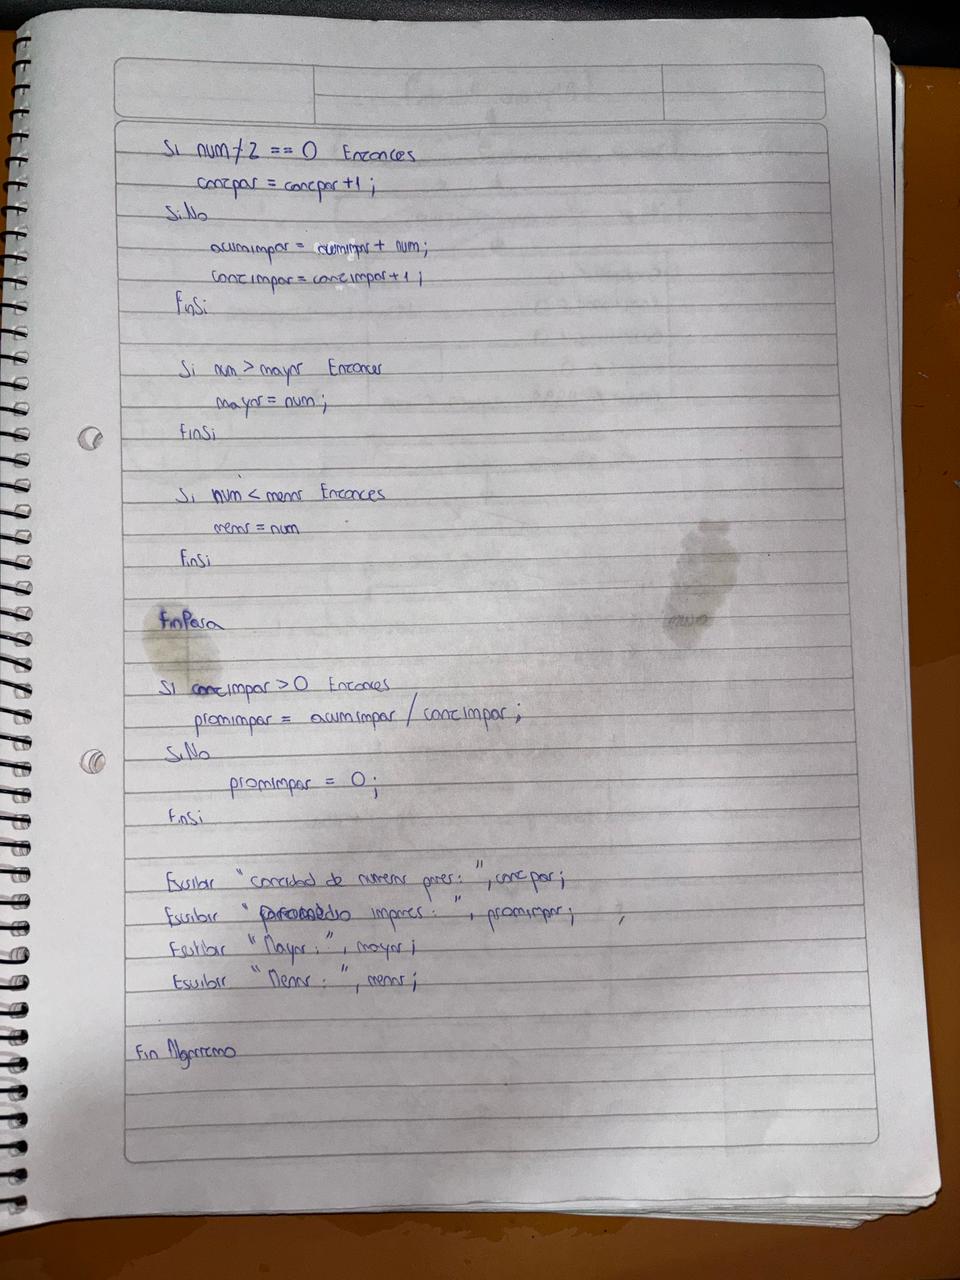 Si num % 2 == 0 Entonces
contpar = contpar + 1;
SiNo
acumimpar = acumimpar + num;
contimpar = contimpar + 1;
FinSi
Si num > mayor Entonces
mayor = num;
FinSi
Si num < menor Entonces
menor = num
FinSi
FinPara
Si contimpar > 0 Entonces
promimpar = acumimpar / contimpar;
SiNo
promimpar = 0;
FinSi
Escribir "cantidad de numeros pares: ", contpar;
Escribir "promedio impares: ", promimpar;
Escribir "Mayor: ", mayor;
Escribir "Menor: ", menor;
Fin Algoritmo